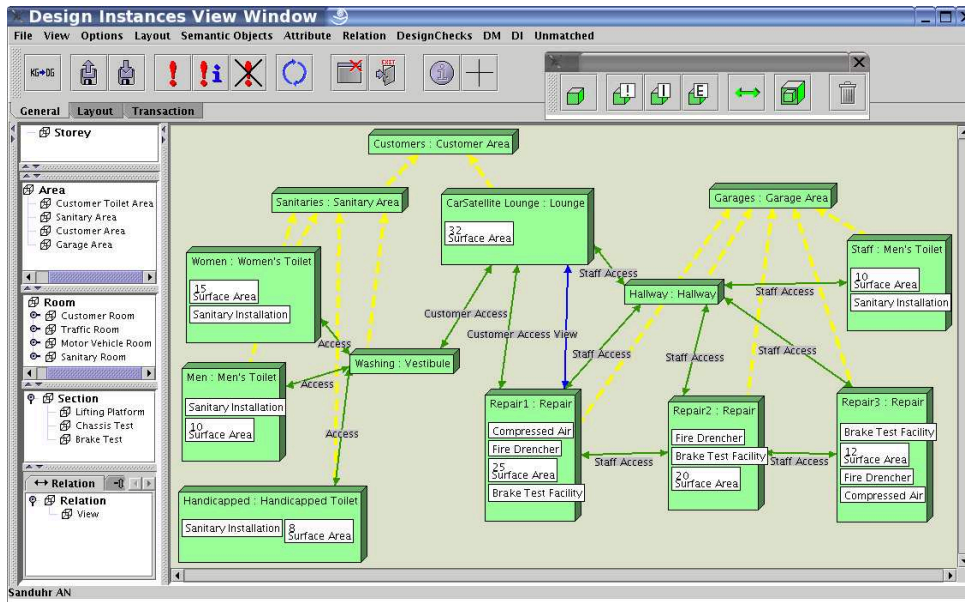 Design Instances View Window
File View Options Layout Semantic Objects Attribute Relation DesignChecks DM DI Unmatched
KG DG
EXIT
! I E
General Layout Transaction
Storey
Area
Customer Toilet Area
Sanitary Area
Customer Area
Garage Area
Room
Customer Room
Traffic Room
Motor Vehicle Room
Sanitary Room
Section
Lifting Platform
Chassis Test
Brake Test
Relation
Relation
View
Customers : Customer Area
Sanitaries : Sanitary Area
CarSatellite Lounge : Lounge
32
Surface Area
Garages : Garage Area
Women : Women's Toilet
15
Surface Area
Sanitary Installation
Staff : Men's Toilet
10
Surface Area
Sanitary Installation
Staff Access
Hallway : Hallway
Staff Access
Customer Access
Customer Access View
Staff Access
Staff Access
Staff Access
Access
Washing : Vestibule
Men : Men's Toilet
Sanitary Installation
10
Surface Area
Access
Access
Repair1 : Repair
Compressed Air
Fire Drencher
25
Surface Area
Brake Test Facility
Staff Access
Repair2 : Repair
Fire Drencher
Brake Test Facility
20
Surface Area
Staff Access
Repair3 : Repair
Brake Test Facility
12
Surface Area
Fire Drencher
Compressed Air
Handicapped : Handicapped Toilet
Sanitary Installation
8
Surface Area
Sanduhr AN